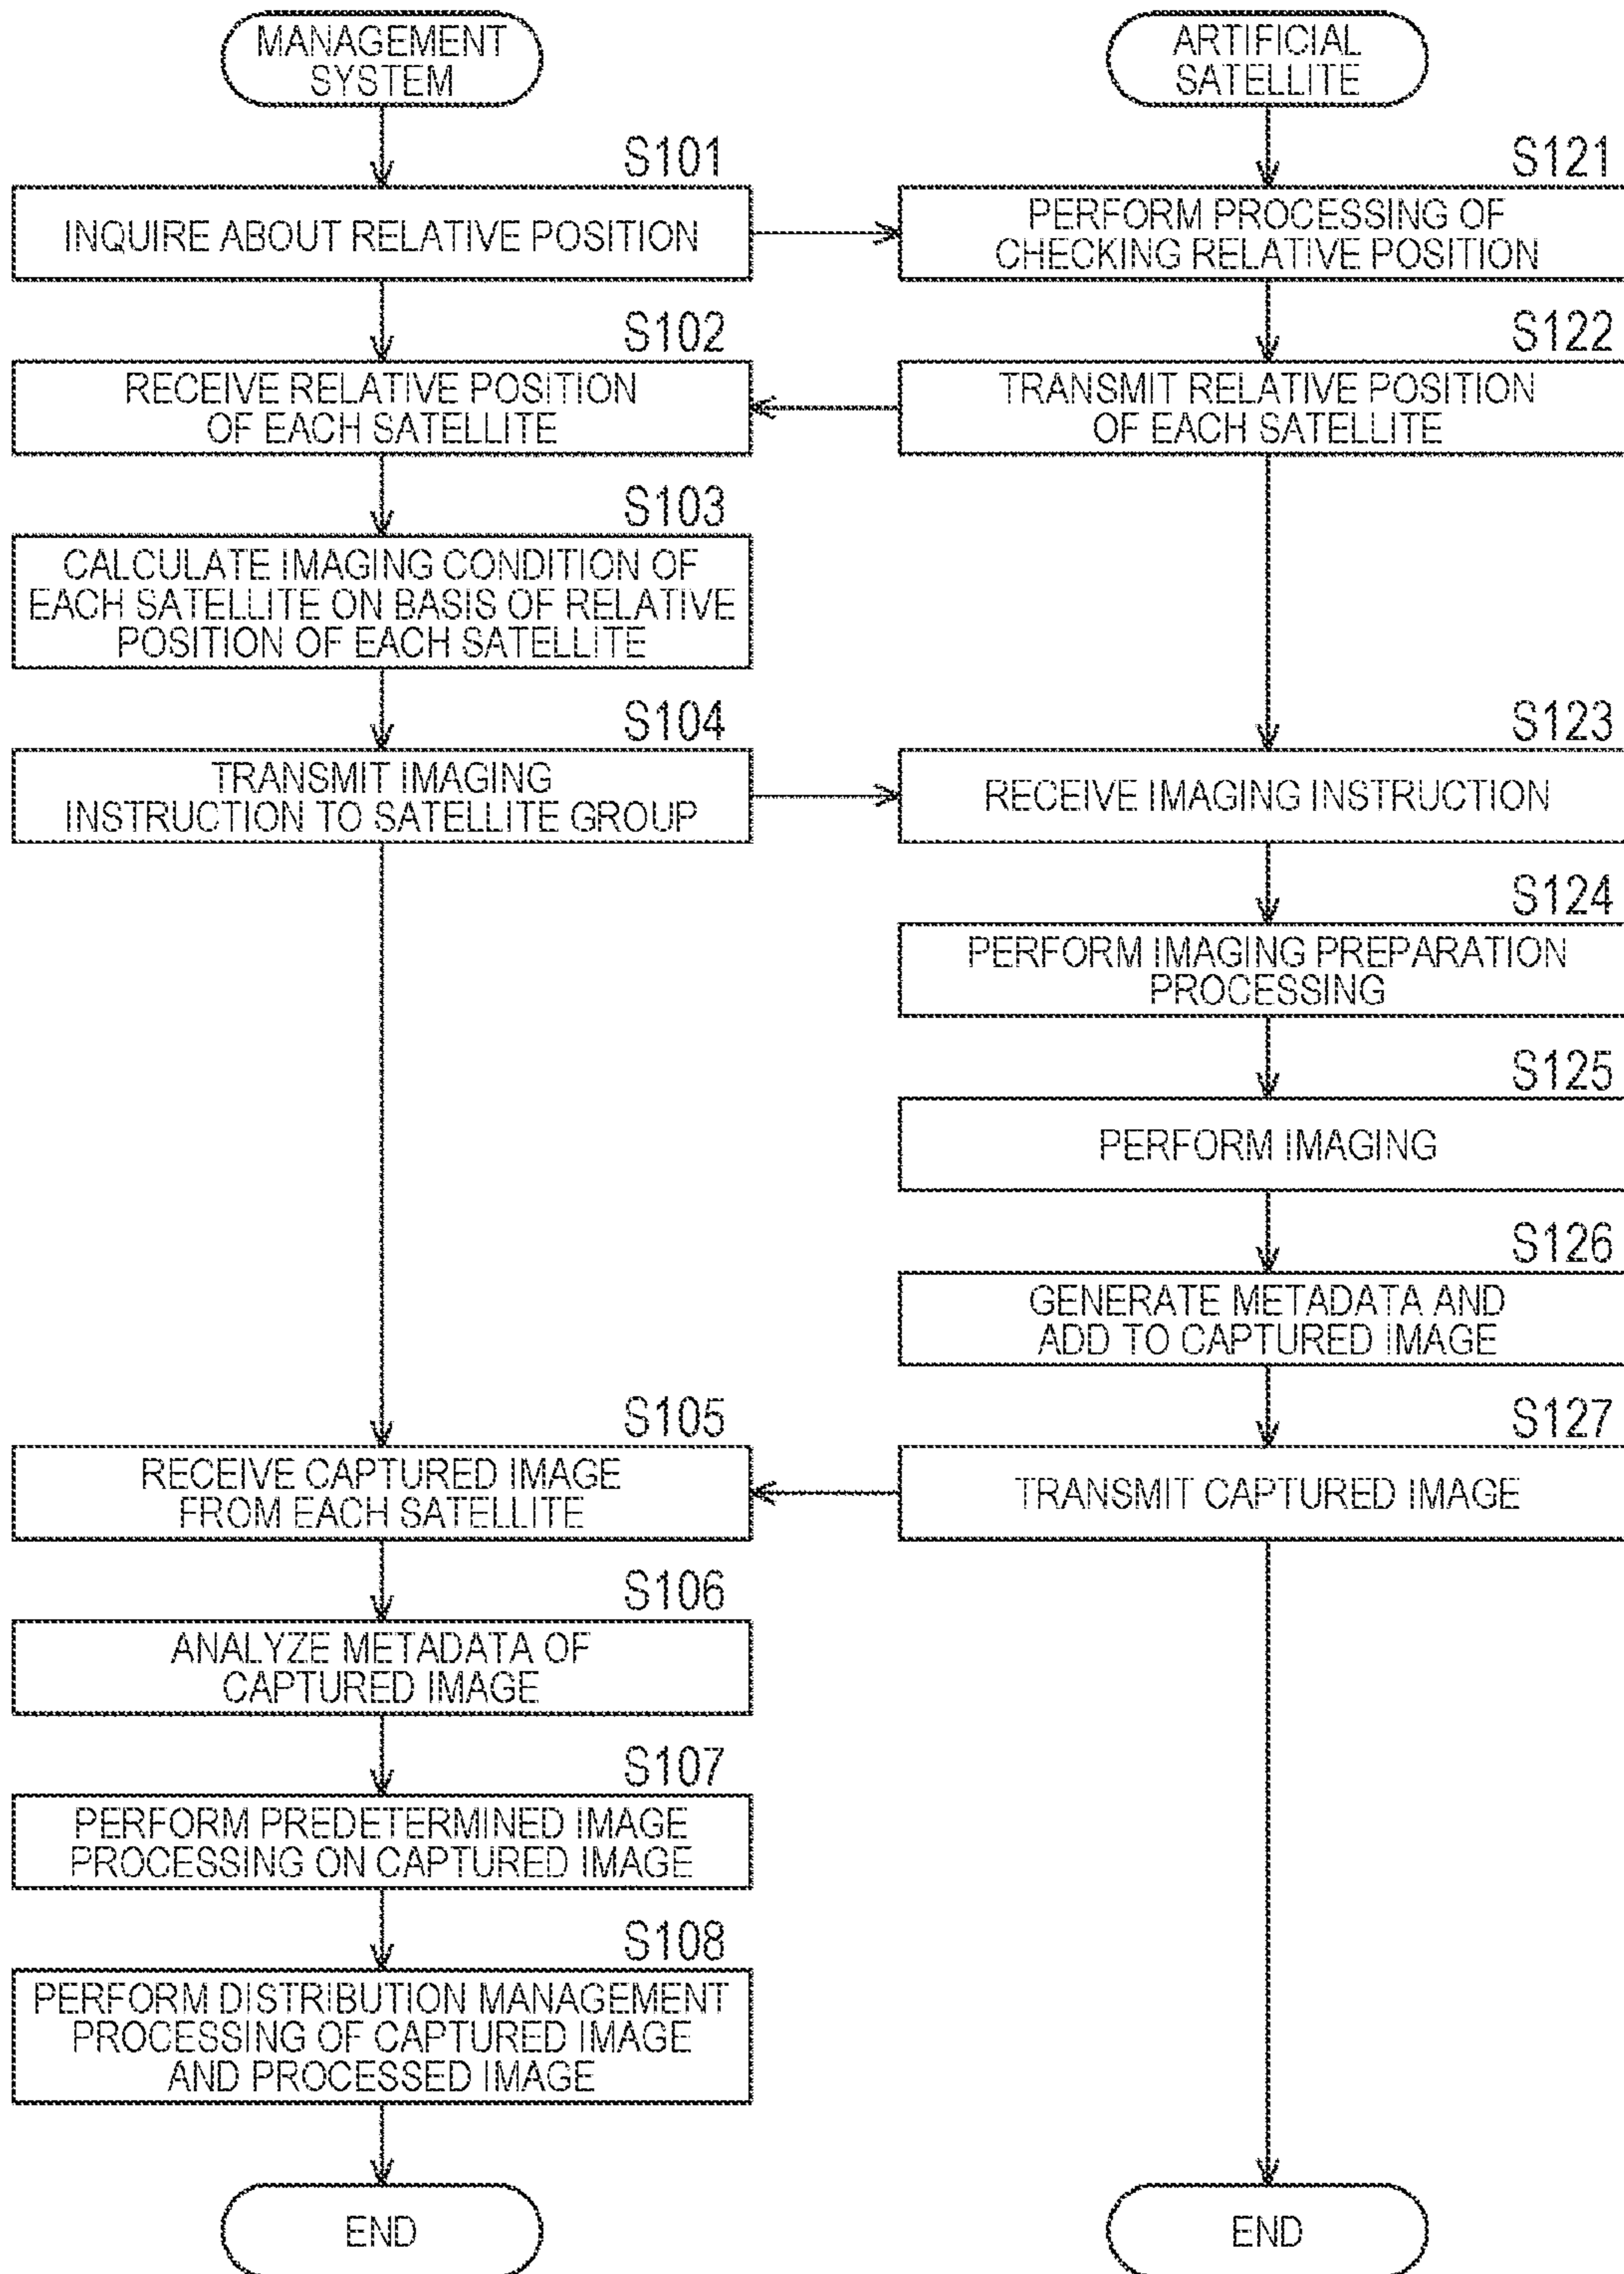 MANAGEMENT
SYSTEM
ARTIFICIAL
SATELLITE
S101
INQUIRE ABOUT RELATIVE POSITION
S121
PERFORM PROCESSING OF
CHECKING RELATIVE POSITION
S102
RECEIVE RELATIVE POSITION
OF EACH SATELLITE
S122
TRANSMIT RELATIVE POSITION
OF EACH SATELLITE
S103
CALCULATE IMAGING CONDITION OF
EACH SATELLITE ON BASIS OF RELATIVE
POSITION OF EACH SATELLITE
S104
TRANSMIT IMAGING
INSTRUCTION TO SATELLITE GROUP
S123
RECEIVE IMAGING INSTRUCTION
S124
PERFORM IMAGING PREPARATION
PROCESSING
S125
PERFORM IMAGING
S126
GENERATE METADATA AND
ADD TO CAPTURED IMAGE
S105
RECEIVE CAPTURED IMAGE
FROM EACH SATELLITE
S127
TRANSMIT CAPTURED IMAGE
S106
ANALYZE METADATA OF
CAPTURED IMAGE
S107
PERFORM PREDETERMINED IMAGE
PROCESSING ON CAPTURED IMAGE
S108
PERFORM DISTRIBUTION MANAGEMENT
PROCESSING OF CAPTURED IMAGE
AND PROCESSED IMAGE
END
END